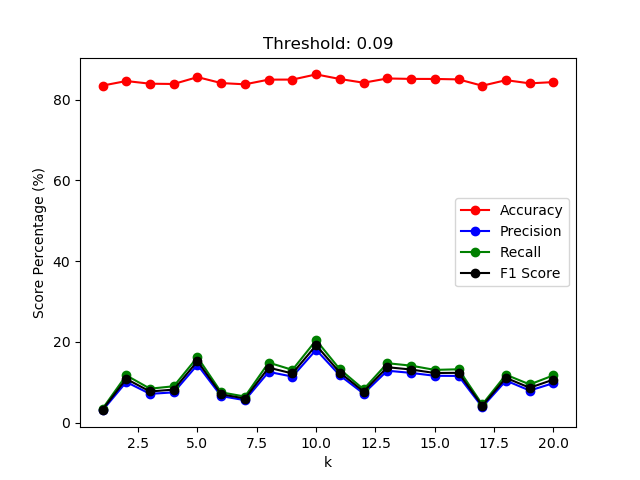 Threshold: 0.09
Score Percentage (%)
80
60
40
20
0
Accuracy
Precision
Recall
F1 Score
2.5 5.0 7.5 10.0 12.5 15.0 17.5 20.0
k